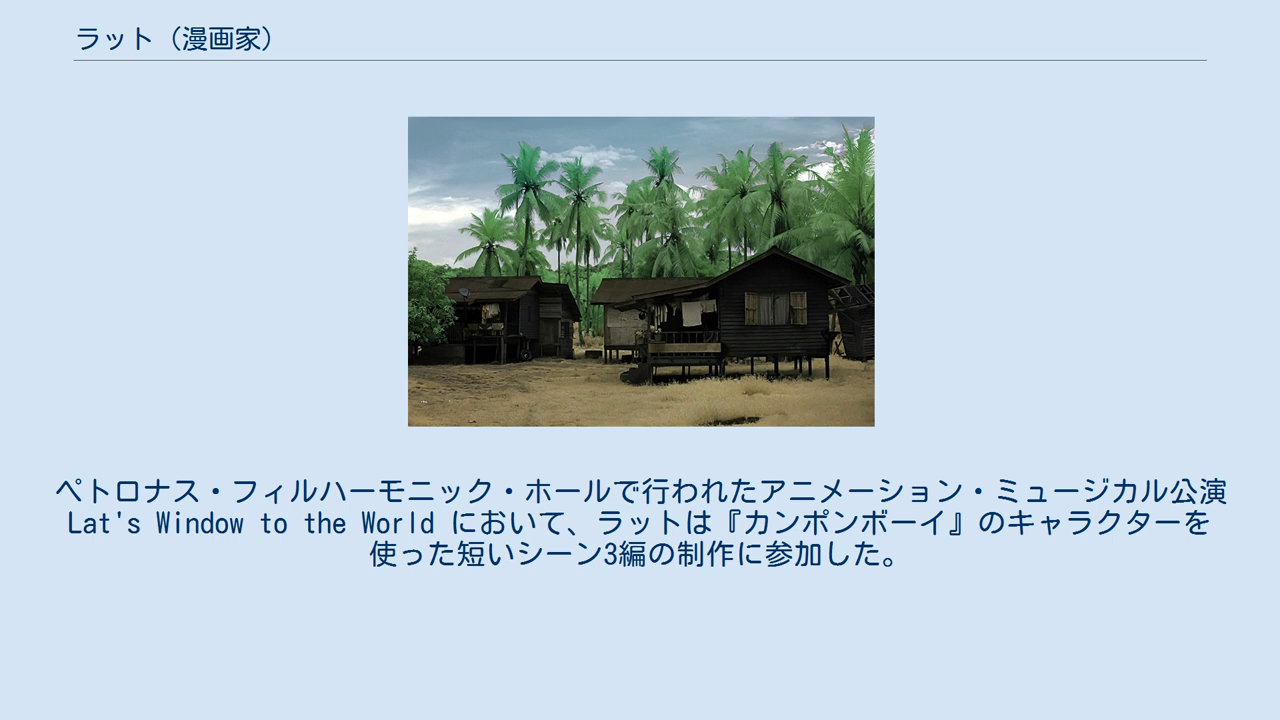 ラット（漫画家）
ペトロナス・フィルハーモニック・ホールで行われたアニメーション・ミュージカル公演
Lat's Window to the World において、ラットは『カンポンボーイ』のキャラクターを
使った短いシーン3編の制作に参加した。